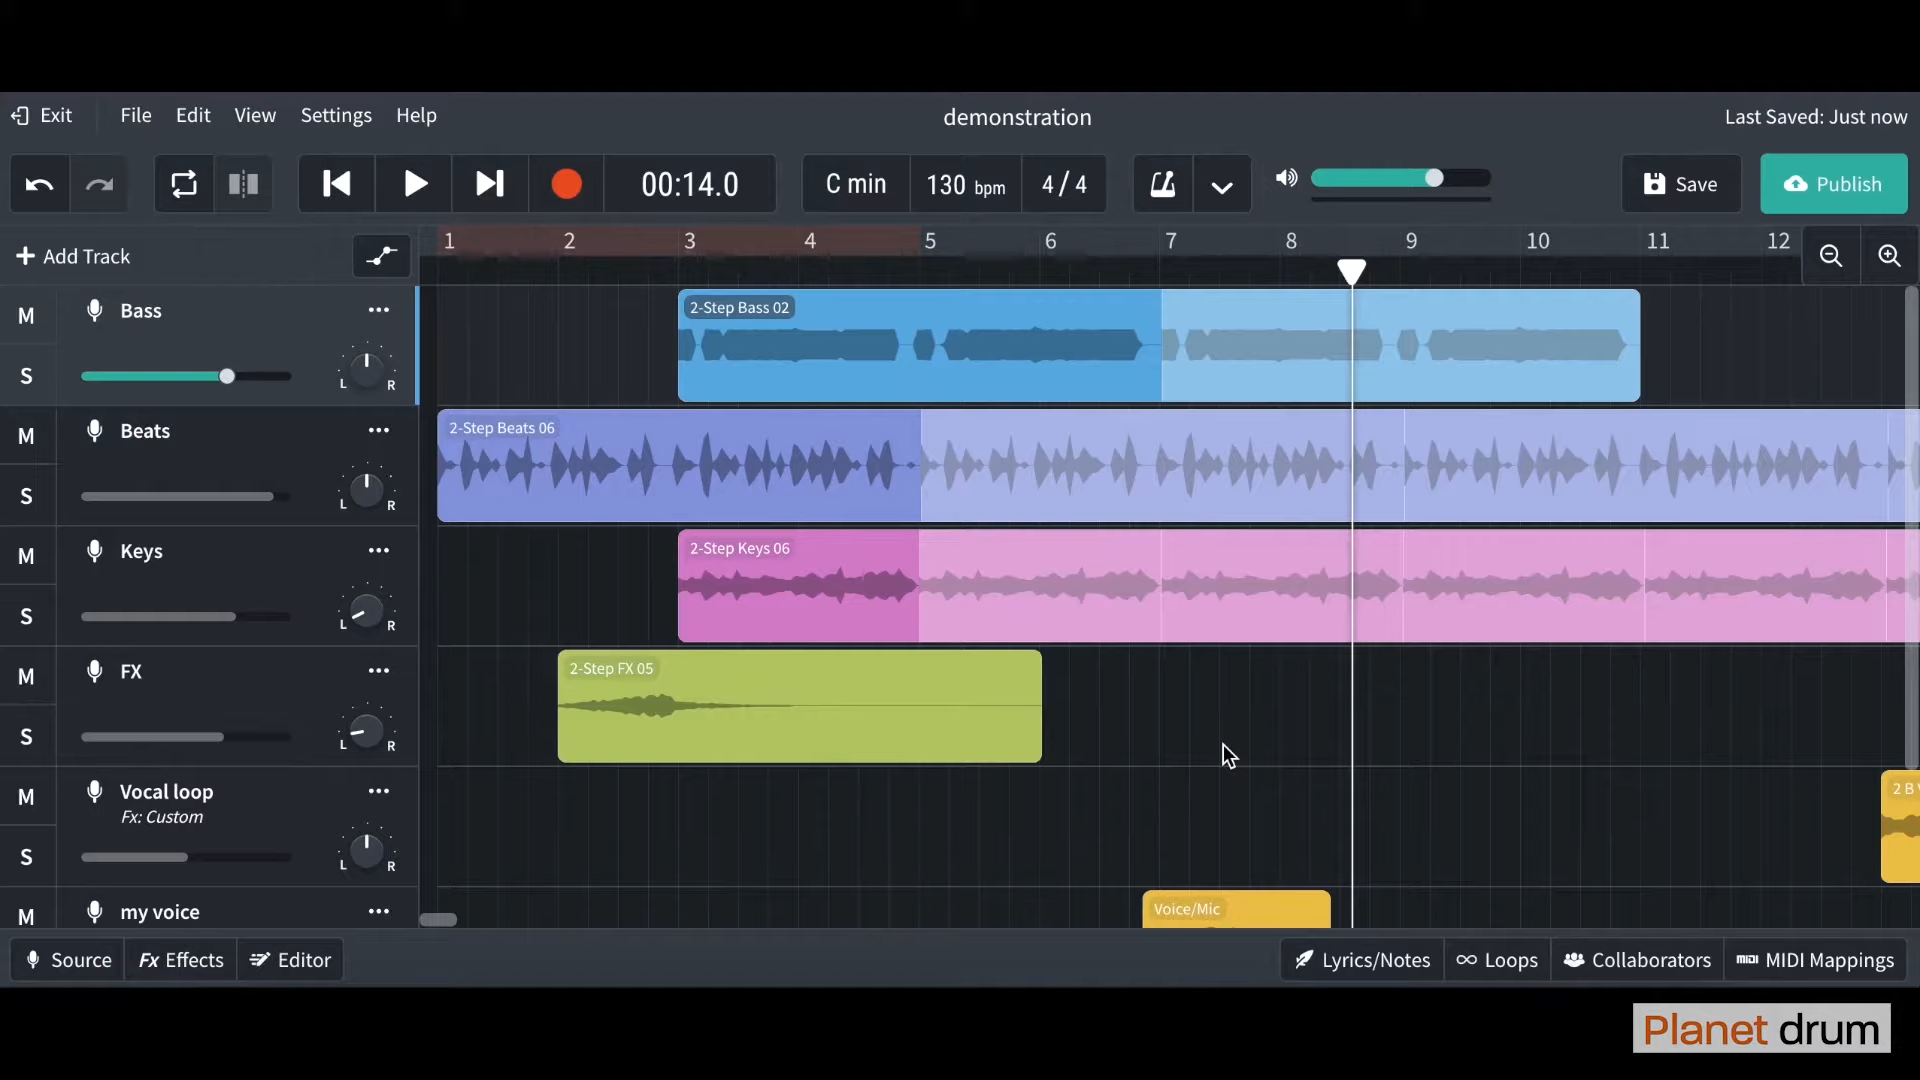 Exit File Edit View Settings Help demonstration Last Saved: Just now
00:14.0 C min 130 bpm 4 / 4 Save Publish
+ Add Track 1 2 3 4 5 6 7 8 9 10 11 12
M Bass
S L R
2-Step Bass 02
M Beats
S L R
2-Step Beats 06
M Keys
S L R
2-Step Keys 06
M FX
S L R
2-Step FX 05
M Vocal loop
Fx: Custom
S L R
2 B
M my voice
Voice/Mic
Source Fx Effects Editor Lyrics/Notes Loops Collaborators MIDI MIDI Mappings
Planet drum